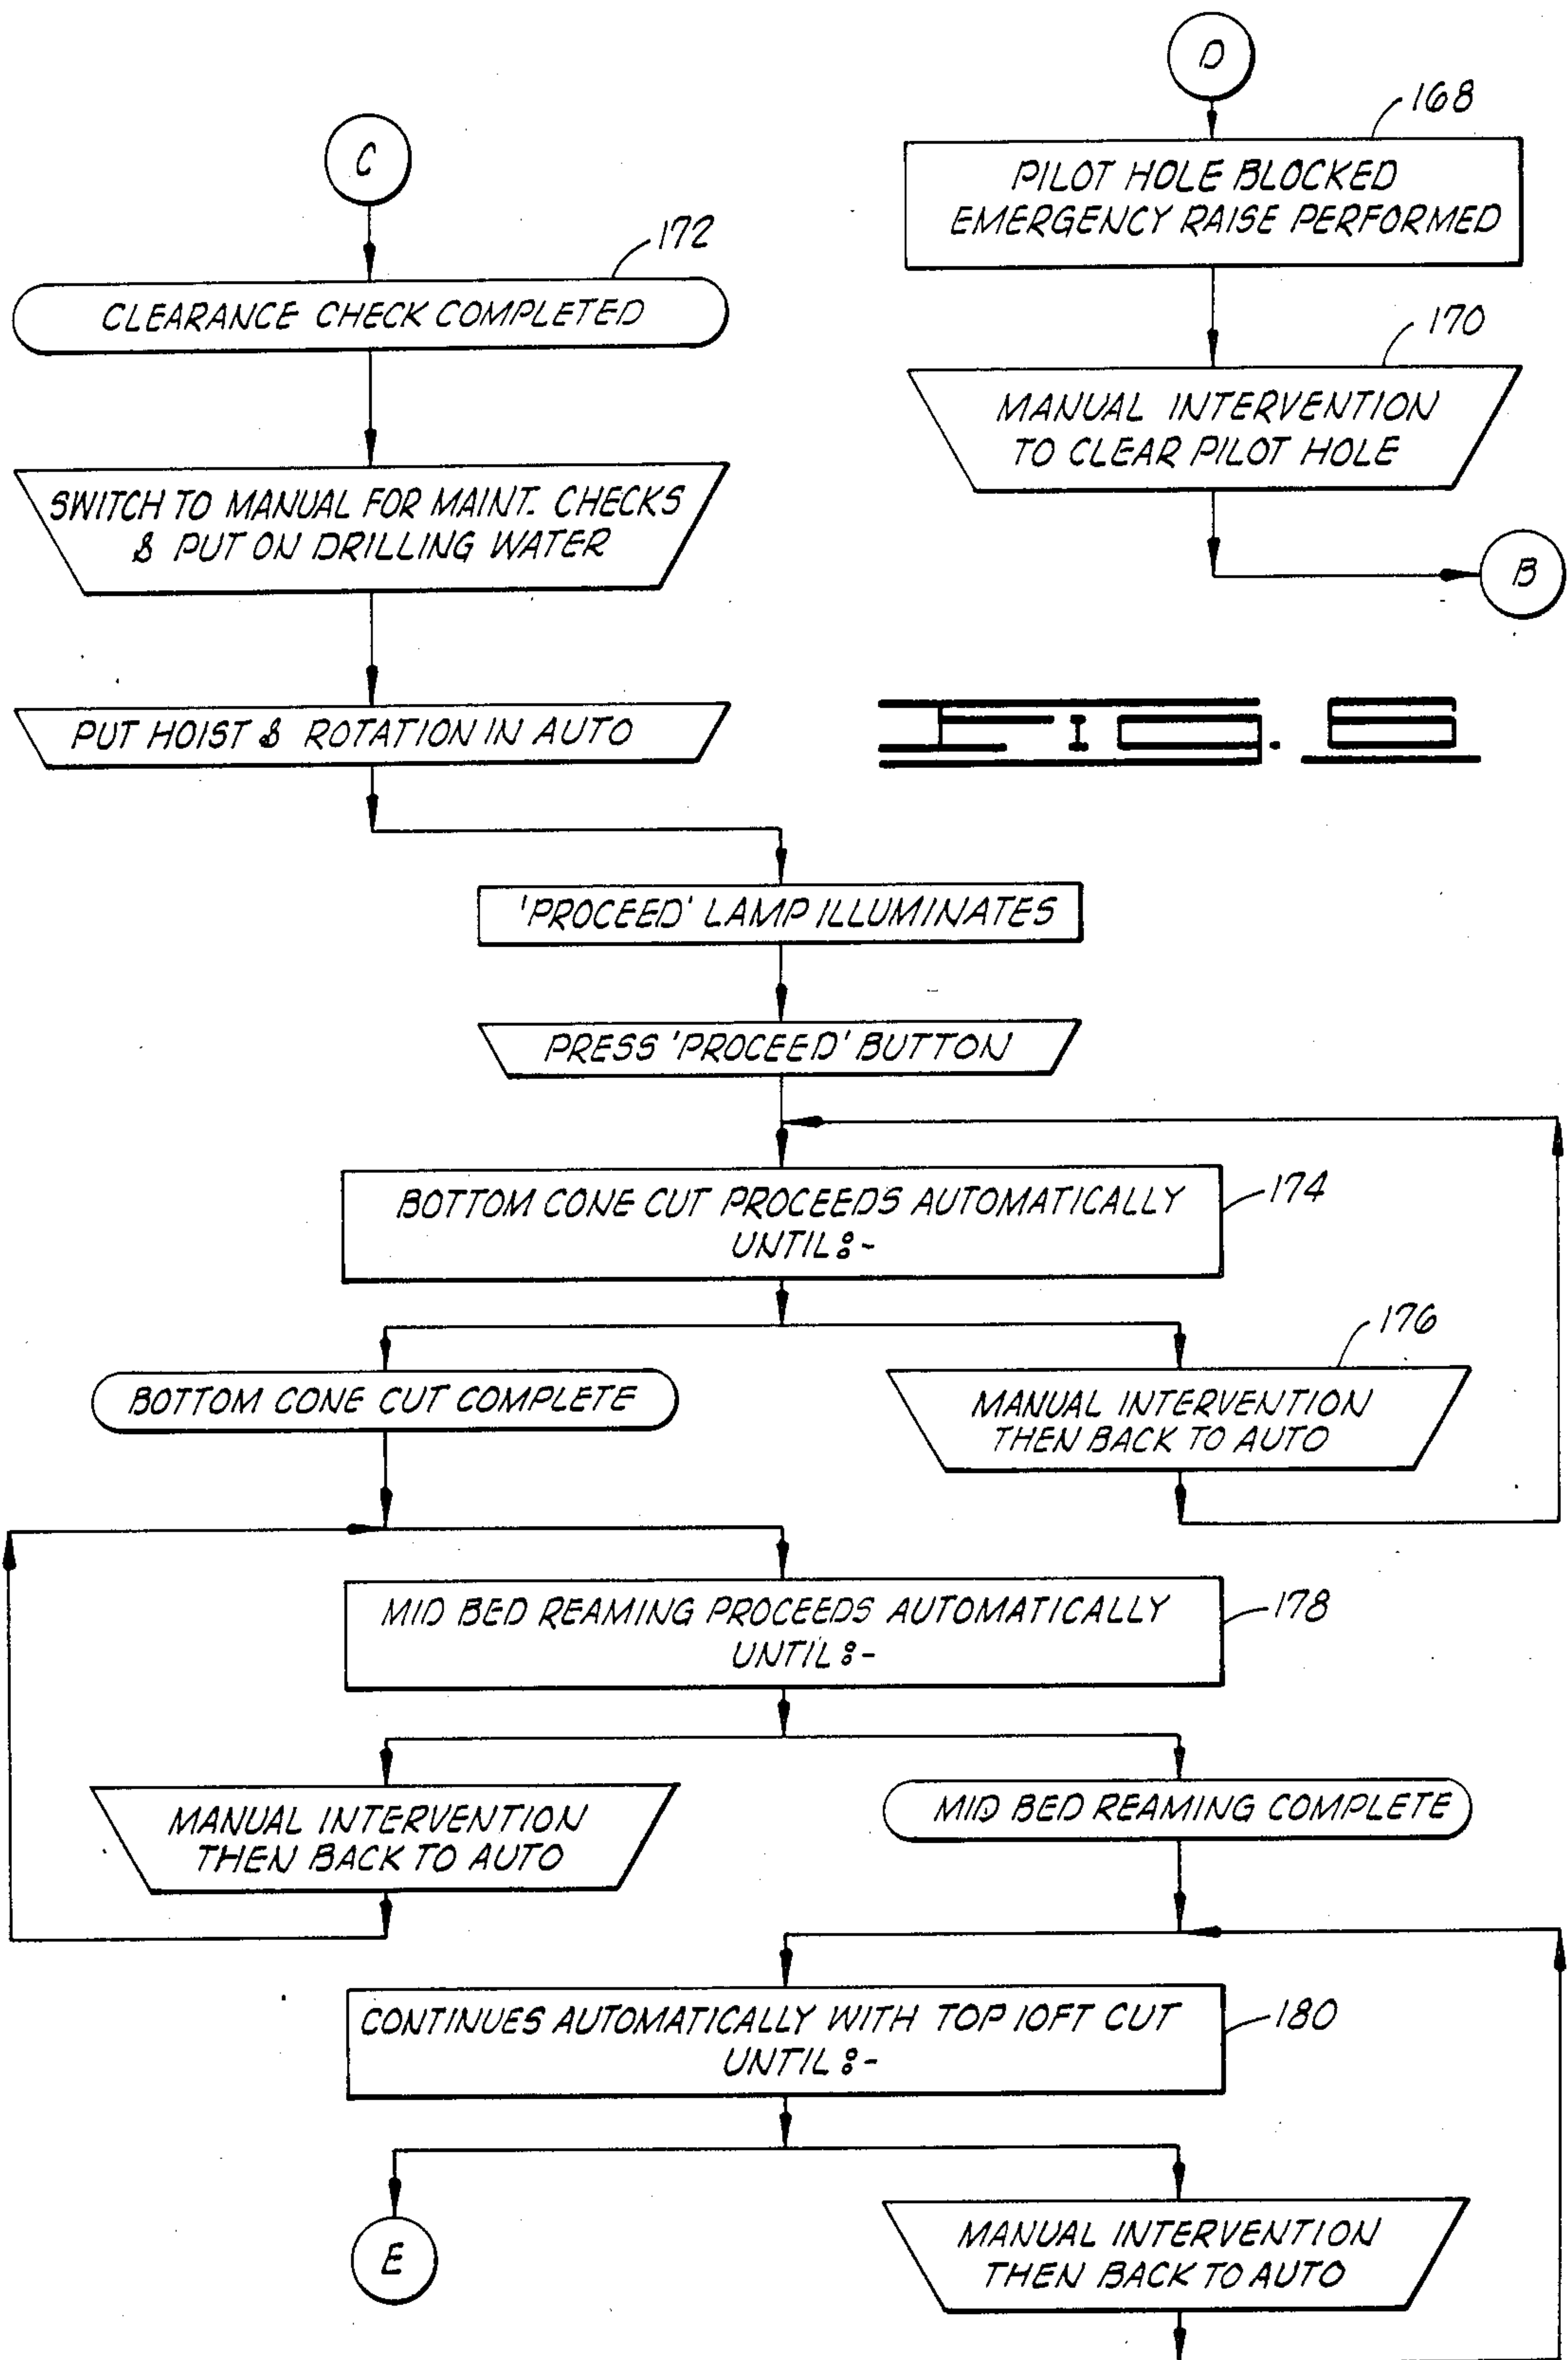 D
168
PILOT HOLE BLOCKED
EMERGENCY RAISE PERFORMED
170
MANUAL INTERVENTION
TO CLEAR PILOT HOLE
B
C
172
CLEARANCE CHECK COMPLETED
SWITCH TO MANUAL FOR MAINT. CHECKS
& PUT ON DRILLING WATER
PUT HOIST & ROTATION IN AUTO
FIG. 8
'PROCEED' LAMP ILLUMINATES
PRESS 'PROCEED' BUTTON
BOTTOM CONE CUT PROCEEDS AUTOMATICALLY
UNTIL:-
174
BOTTOM CONE CUT COMPLETE
176
MANUAL INTERVENTION
THEN BACK TO AUTO
MID BED REAMING PROCEEDS AUTOMATICALLY
UNTIL:-
178
MANUAL INTERVENTION
THEN BACK TO AUTO
MID BED REAMING COMPLETE
CONTINUES AUTOMATICALLY WITH TOP 10FT CUT
UNTIL:-
180
E
MANUAL INTERVENTION
THEN BACK TO AUTO